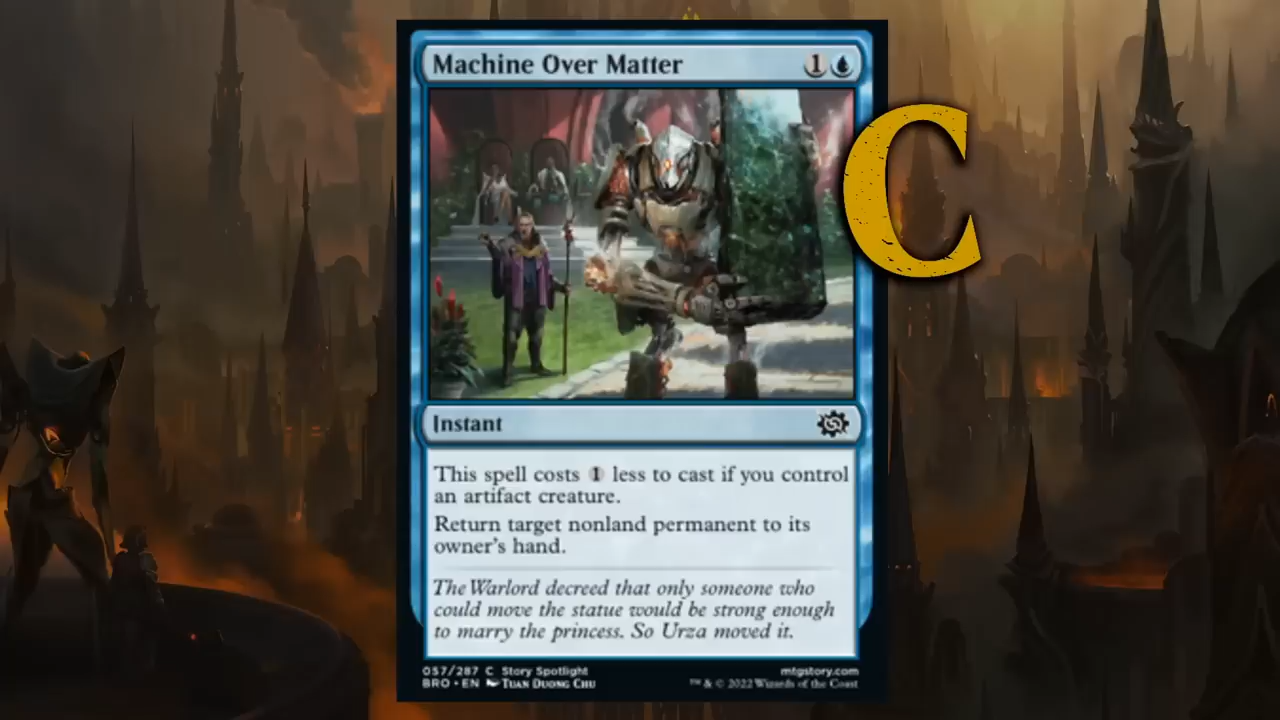 Machine Over Matter 1
C
Instant
This spell costs 1 less to cast if you control
an artifact creature.
Return target nonland permanent to its
owner's hand.
The Warlord decreed that only someone who
could move the statue would be strong enough
to marry the princess. So Urza moved it.
057/287 C Story Spotlight mtgstory.com
BRO • EN Tuan Duong Chu ™ & © 2022 Wizards of the Coast